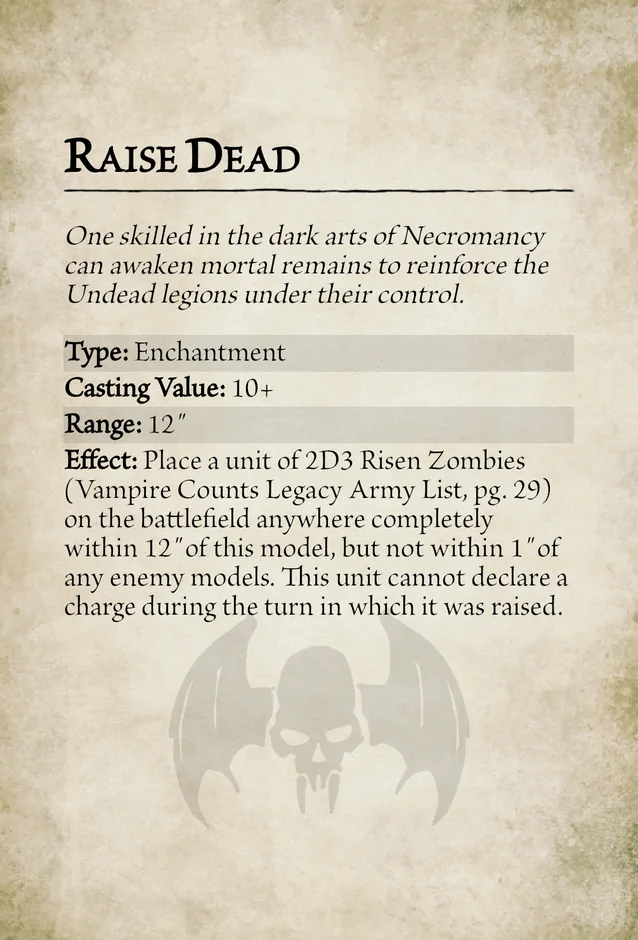 Raise Dead
One skilled in the dark arts of Necromancy
can awaken mortal remains to reinforce the
Undead legions under their control.
Type: Enchantment
Casting Value: 10+
Range: 12"
Effect: Place a unit of 2D3 Risen Zombies
(Vampire Counts Legacy Army List, pg. 29)
on the battlefield anywhere completely
within 12" of this model, but not within 1" of
any enemy models. This unit cannot declare a
charge during the turn in which it was raised.